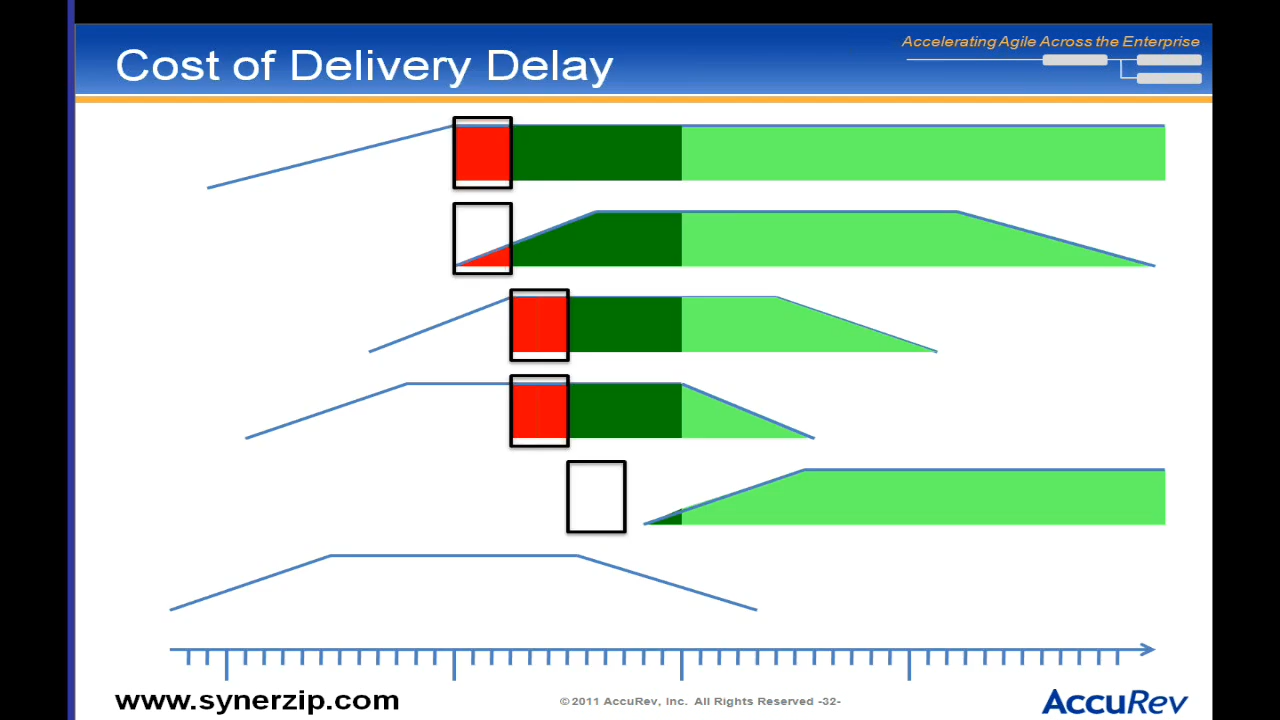 Cost of Delivery Delay
Accelerating Agile Across the Enterprise
www.synerzip.com
©2011 AccuRev, Inc. All Rights Reserved -32-
AccuRev